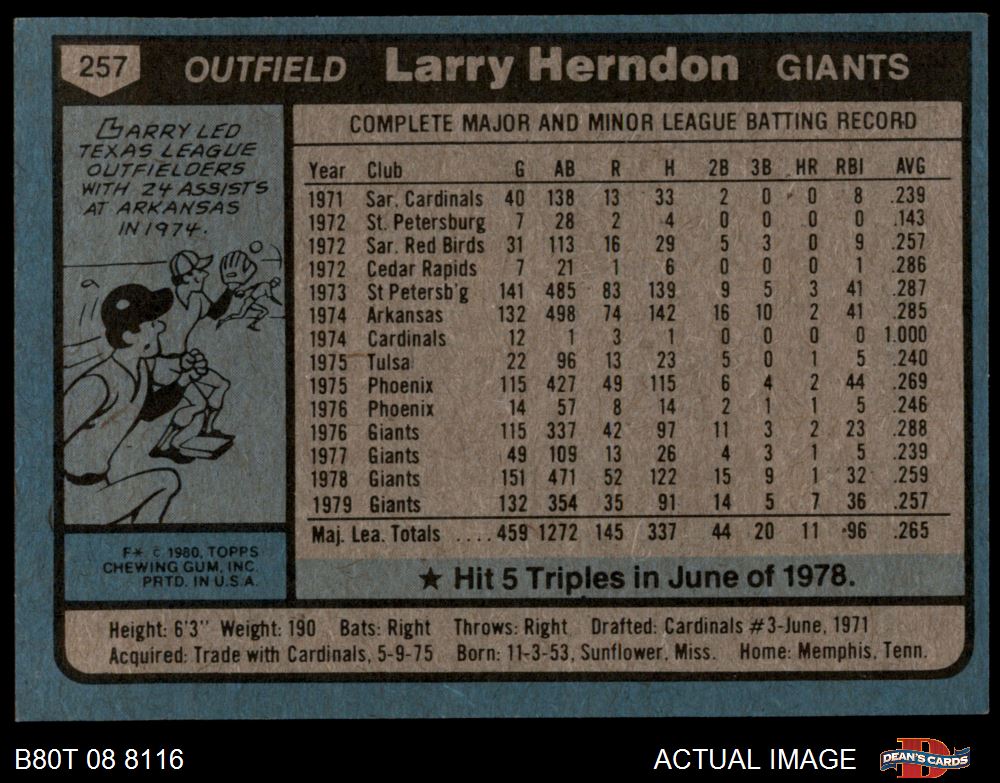 257 OUTFIELD Larry Herndon GIANTS
LARRY LED
TEXAS LEAGUE
OUTFIELDERS
WITH 24 ASSISTS
AT ARKANSAS
IN 1974.
COMPLETE MAJOR AND MINOR LEAGUE BATTING RECORD
Year Club G AB R H 2B 3B HR RBI AVG
1971 Sar. Cardinals 40 138 13 33 2 0 0 8 .239
1972 St. Petersburg 7 28 2 4 0 0 0 0 .143
1972 Sar. Red Birds 31 113 16 29 5 3 0 9 .257
1972 Cedar Rapids 7 21 1 6 0 0 0 1 .286
1973 St Petersb'g 141 485 83 139 9 5 3 41 .287
1974 Arkansas 132 498 74 142 16 10 2 41 .285
1974 Cardinals 12 1 3 1 0 0 0 0 1.000
1975 Tulsa 22 96 13 23 5 0 1 5 .240
1975 Phoenix 115 427 49 115 6 4 2 44 .269
1976 Phoenix 14 57 8 14 2 1 1 5 .246
1976 Giants 115 337 42 97 11 3 2 23 .288
1977 Giants 49 109 13 26 4 3 1 5 .239
1978 Giants 151 471 52 122 15 9 1 32 .259
1979 Giants 132 354 35 91 14 5 7 36 .257
Maj. Lea. Totals .... 459 1272 145 337 44 20 11 96 .265
★ Hit 5 Triples in June of 1978.
F* © 1980, TOPPS
CHEWING GUM, INC.
PRTD. IN U.S.A.
Height: 6'3" Weight: 190 Bats: Right Throws: Right Drafted: Cardinals #3-June, 1971
Acquired: Trade with Cardinals, 5-9-75 Born: 11-3-53, Sunflower, Miss. Home: Memphis, Tenn.
B80T 08 8116 ACTUAL IMAGE DEAN'S CARDS